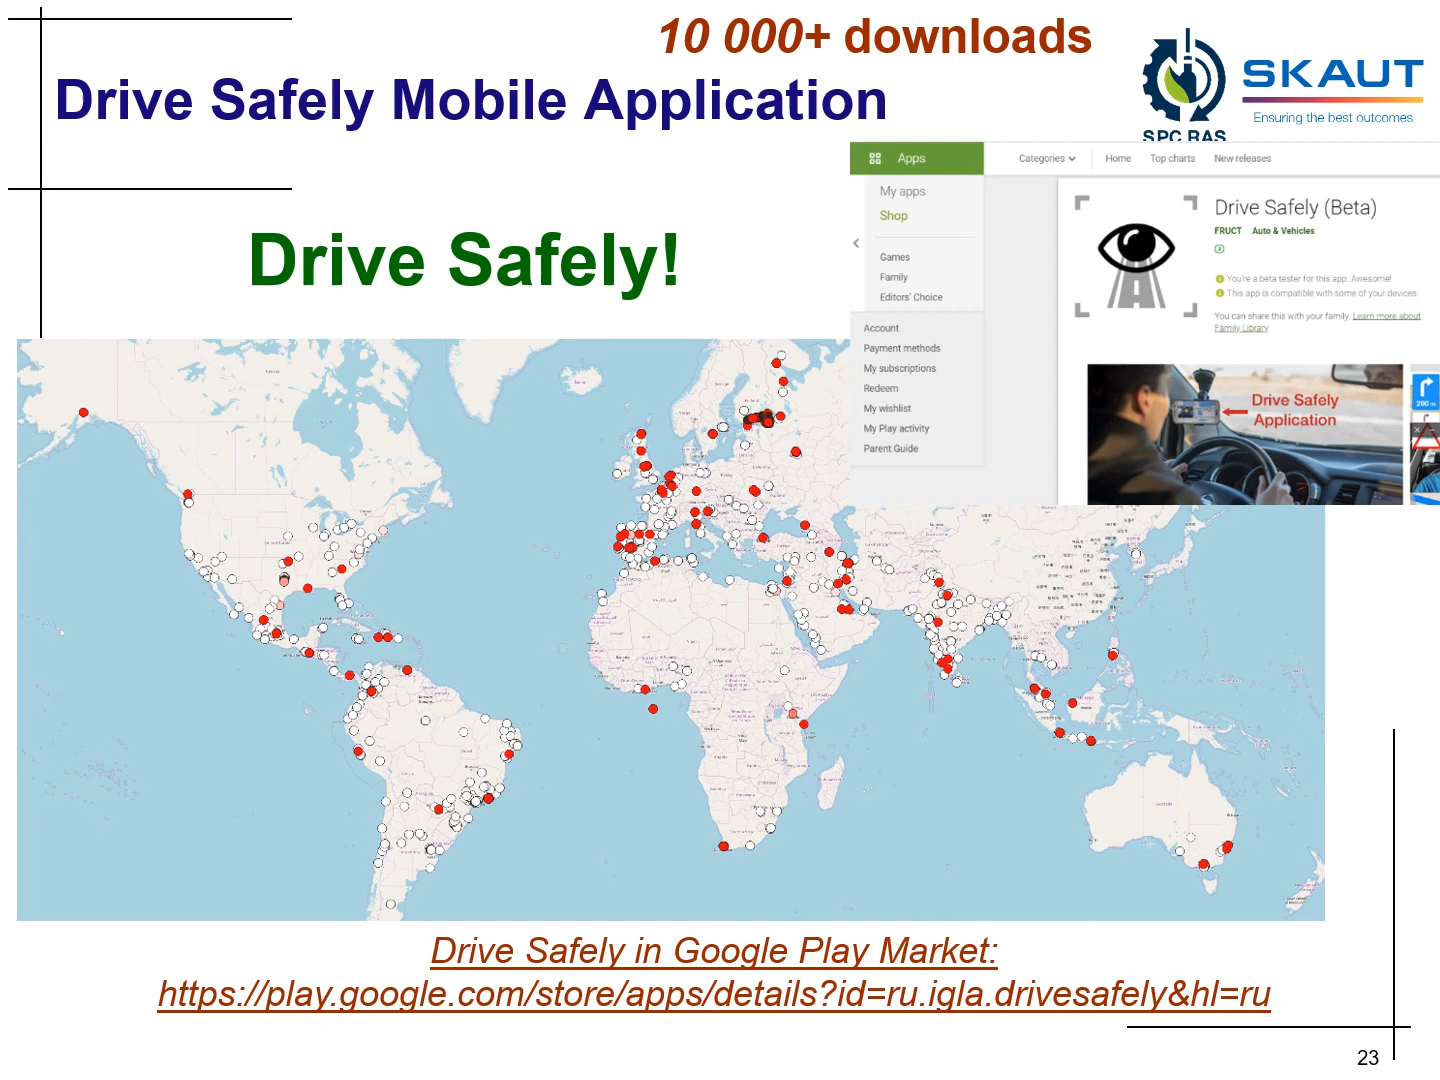 10 000+ downloads
Drive Safely Mobile Application
SKAUT
Ensuring the best outcomes
SPC RAS
Apps
Categories
Home
Top charts
New releases
My apps
Shop
Games
Family
Editors' Choice
Account
Payment methods
My subscriptions
Redeem
My wishlist
My Play activity
Parent Guide
Drive Safely (Beta)
FRUCT Auto & Vehicles
You're a beta tester for this app. Awesome!
This app is compatible with some of your devices.
You can share this with your family. Learn more about
Family Library
Drive Safely
Application
200 m
Drive Safely!
Drive Safely in Google Play Market:
https://play.google.com/store/apps/details?id=ru.igla.drivesafely&hl=ru
23